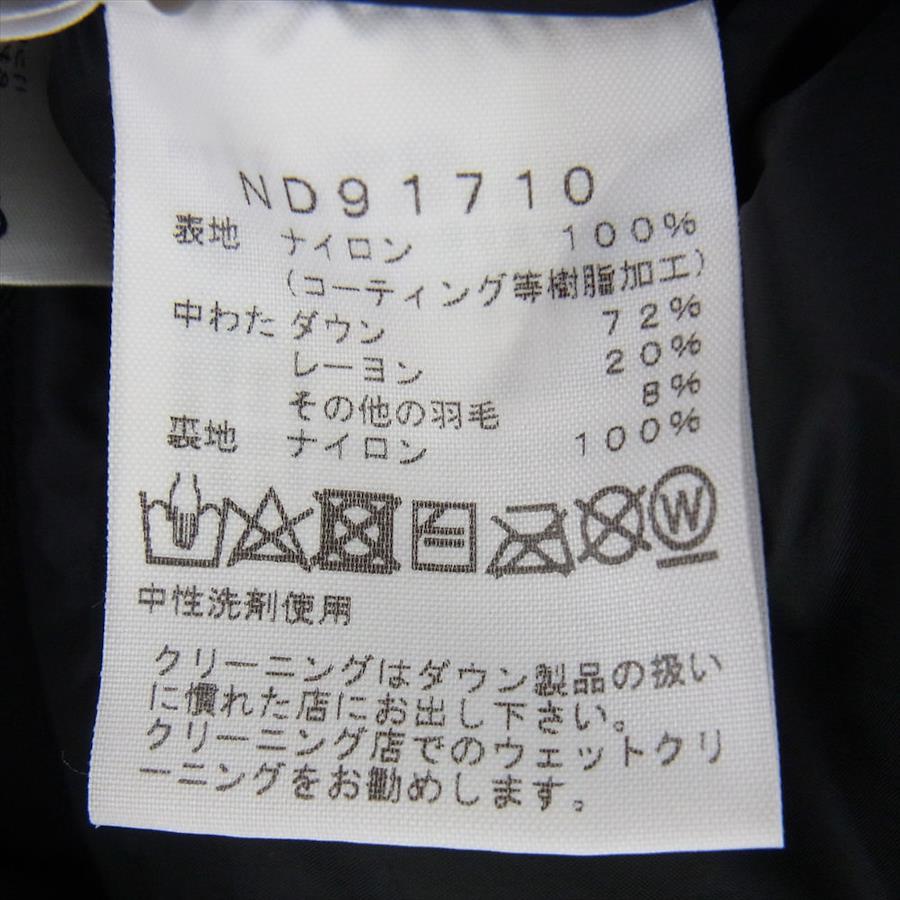 ND91710
表地 ナイロン 100%
(コーティング等樹脂加工)
中わた ダウン 72%
レーヨン 20%
その他の羽毛 8%
裏地 ナイロン 100%
W
中性洗剤使用
クリーニングはダウン製品の扱い
に慣れた店にお出し下さい。
クリーニング店でのウェットクリ
ーニングをお勧めします。